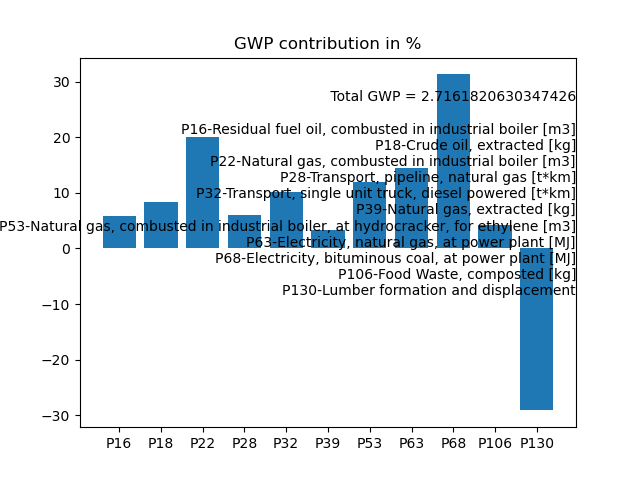 GWP contribution in %
30
20
10
0
−10
−20
−30
Total GWP = 2.7161820630347426
P16-Residual fuel oil, combusted in industrial boiler [m3]
P18-Crude oil, extracted [kg]
P22-Natural gas, combusted in industrial boiler [m3]
P28-Transport, pipeline, natural gas [t*km]
P32-Transport, single unit truck, diesel powered [t*km]
P39-Natural gas, extracted [kg]
P53-Natural gas, combusted in industrial boiler, at hydrocracker, for ethylene [m3]
P63-Electricity, natural gas, at power plant [MJ]
P68-Electricity, bituminous coal, at power plant [MJ]
P106-Food Waste, composted [kg]
P130-Lumber formation and displacement
P16 P18 P22 P28 P32 P39 P53 P63 P68 P106 P130